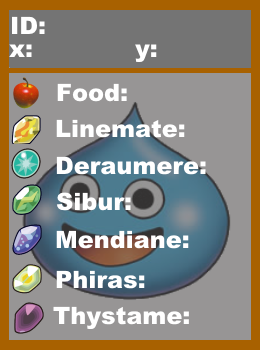 ID:
x: y:
Food:
Linemate:
Deraumere:
Sibur:
Mendiane:
Phiras:
Thystame: